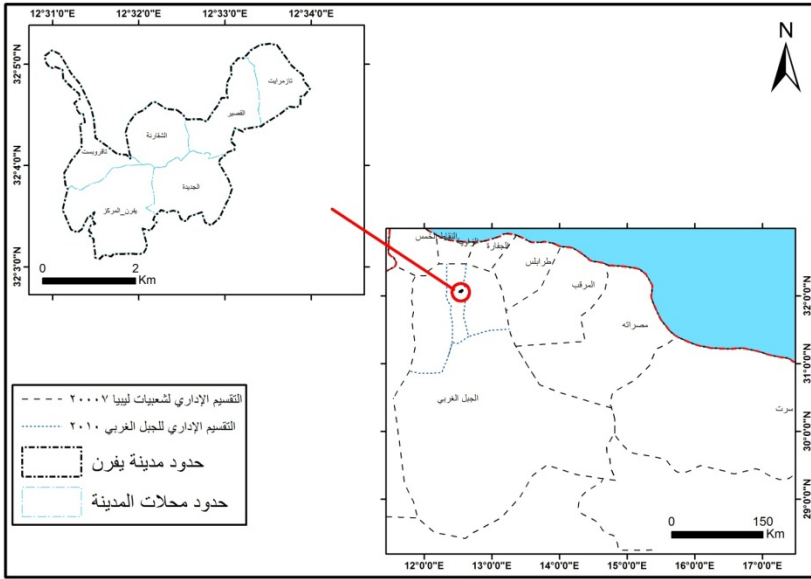 12°31'0"E 12°32'0"E 12°33'0"E 12°34'0"E
N
32°5'0"N
32°4'0"N
32°3'0"N
تازمرايت
القصير
الشقارنة
تاقربست
الجديدة
يفرن_المركز
0 2
Km
النقاط الخمس
الجفارة
طرابلس
المرقب
مصراته
الجبل الغربي
سرت
32°0'0"N
31°0'0"N
30°0'0"N
29°0'0"N
0 150
Km
12°0'0"E 13°0'0"E 14°0'0"E 15°0'0"E 16°0'0"E 17°0'0"E
التقسيم الإداري لشعبيات ليبيا ٢٠٠٠٧
التقسيم الإداري للجبل الغربي ٢٠١٠
حدود مدينة يفرن
حدود محلات المدينة